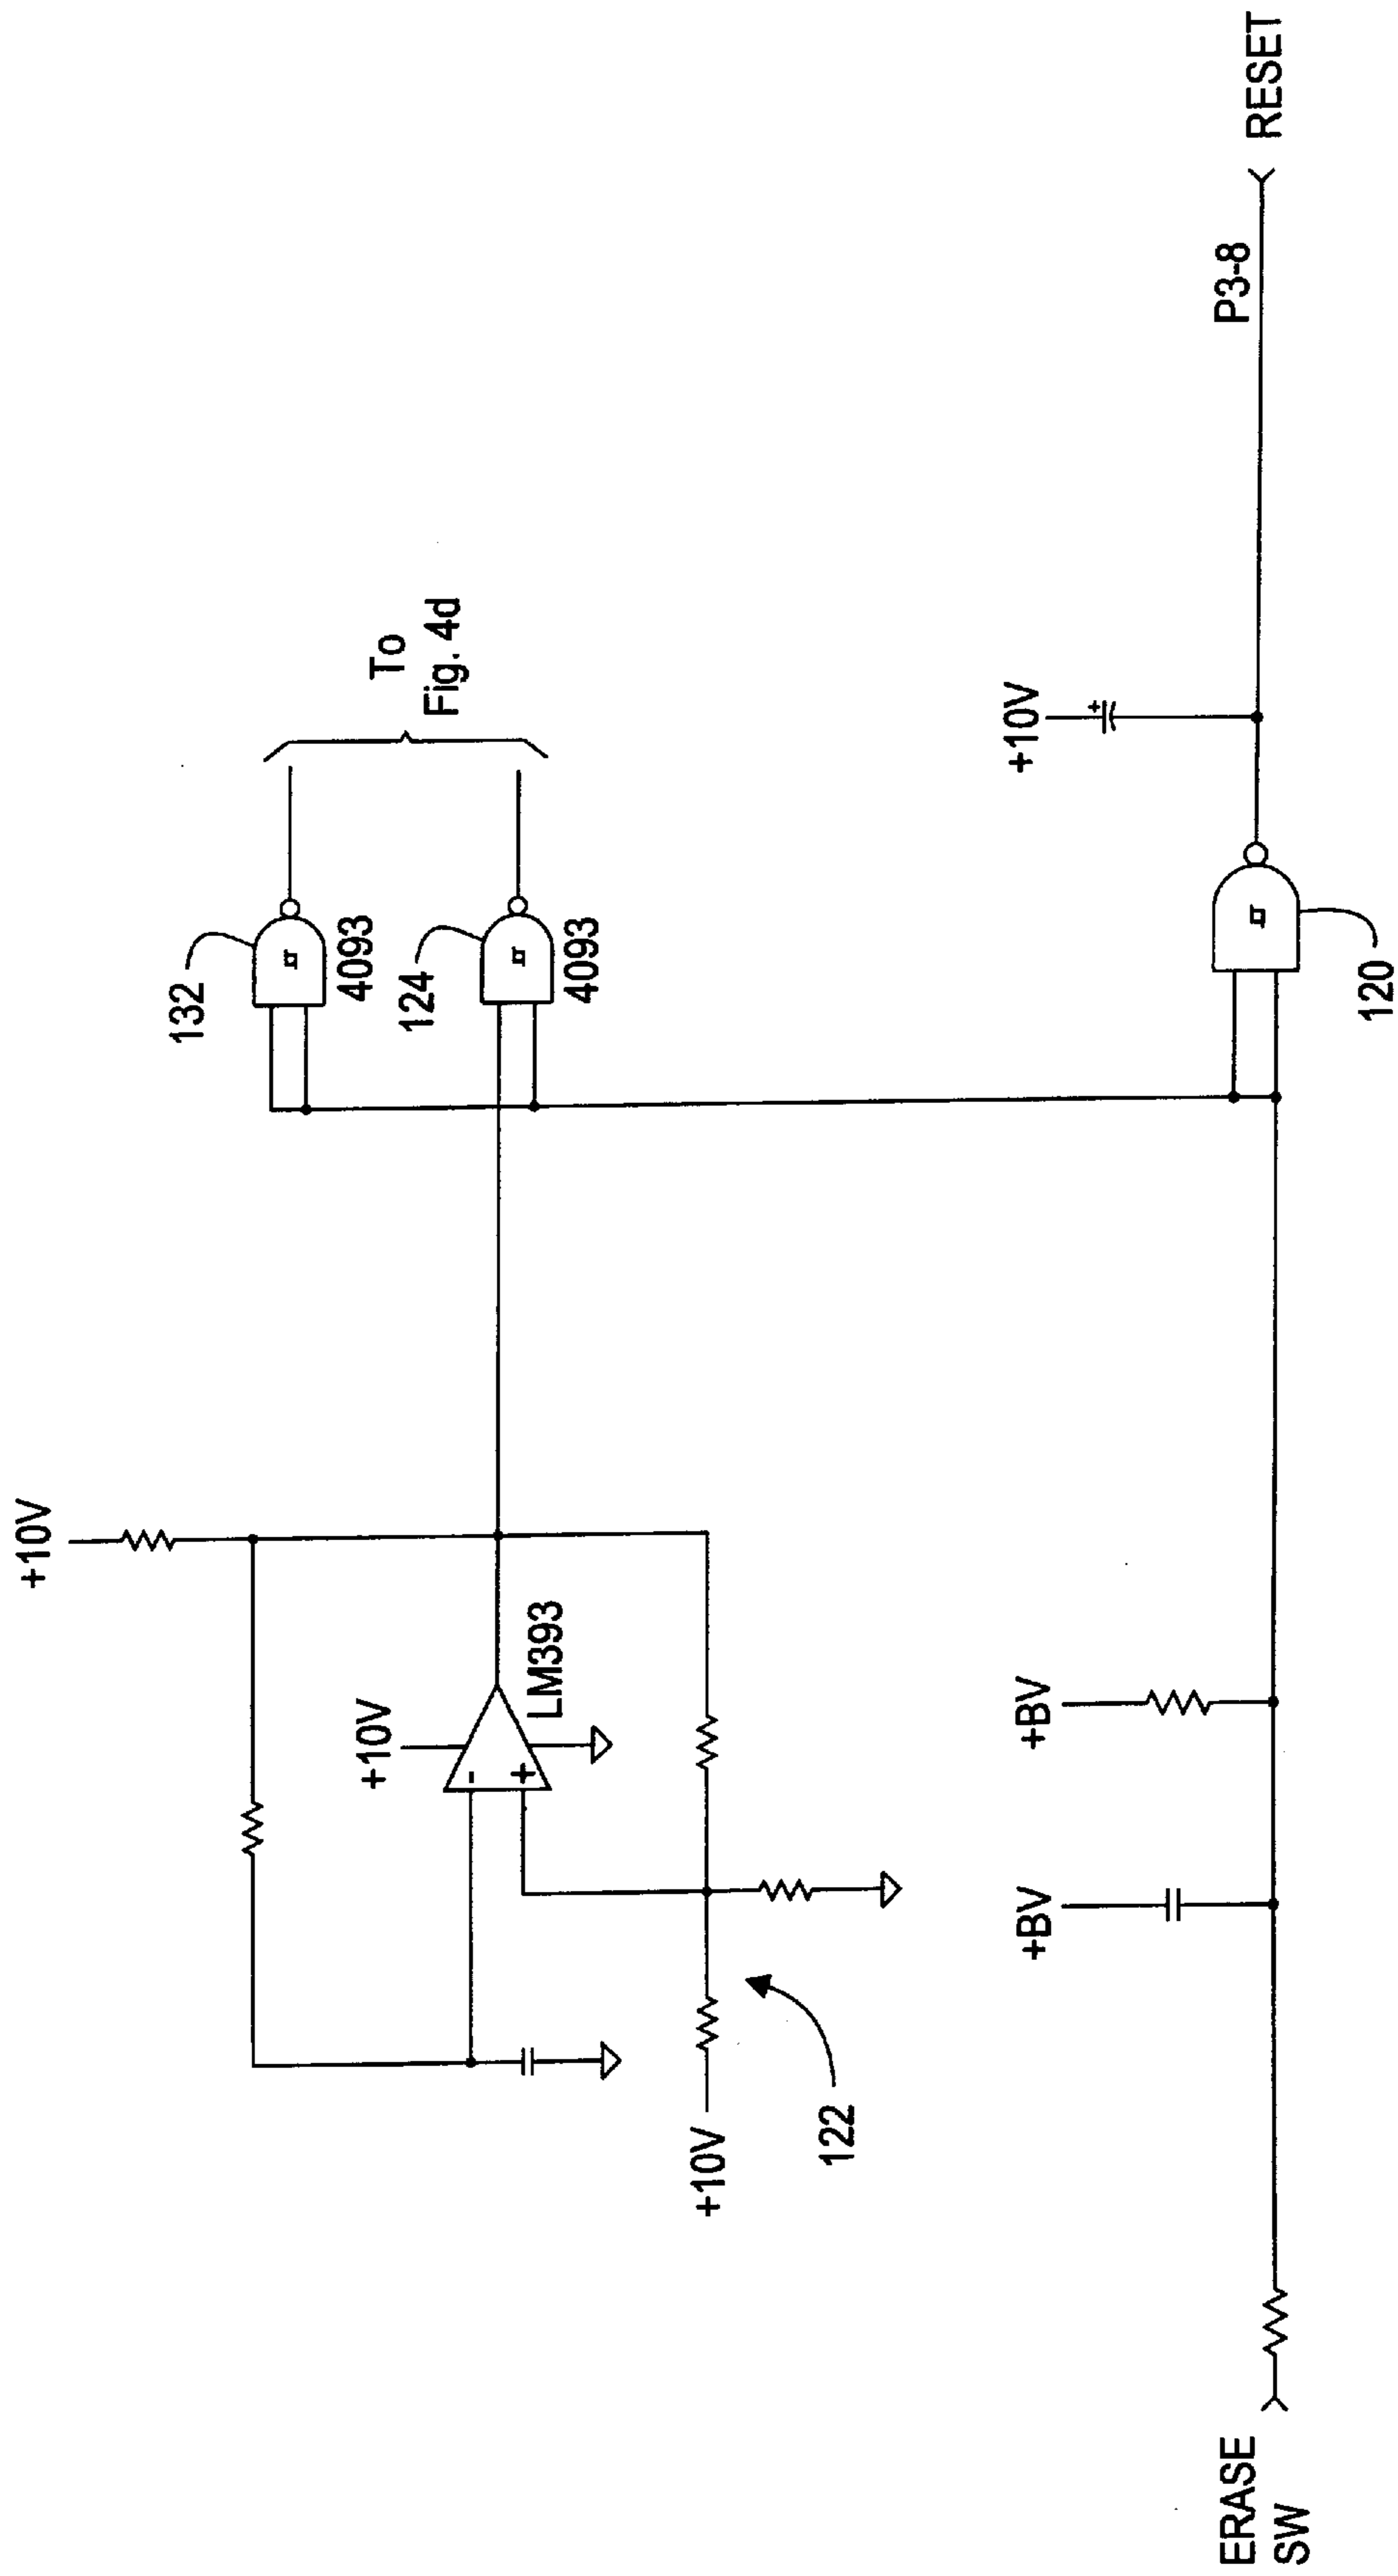 +10V
+10V
LM393
+10V
122
132
4093
124
4093
To
Fig. 4d
+BV
+BV
+10V
ERASE
SW
120
P3-8
RESET